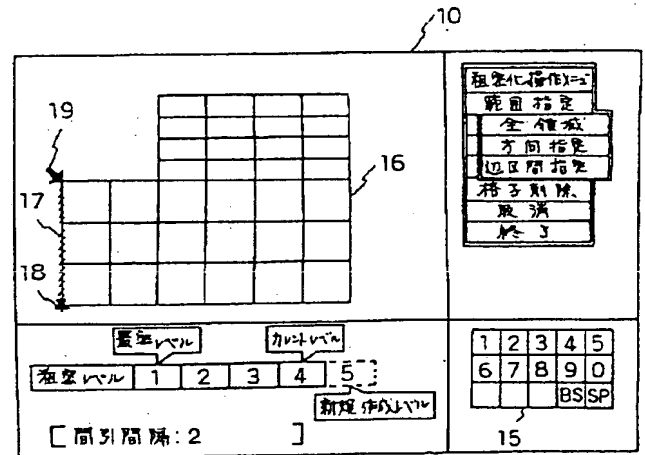 10
19
17
18
16
粗密化操作メニュー
範囲指定
全領域
方向指定
辺区間指定
格子削除
取消
終了
最密レベル
カレントレベル
粗密レベル 1 2 3 4 5
新規作成レベル
[間引間隔:2 ]
1 2 3 4 5
6 7 8 9 0
BS SP
15